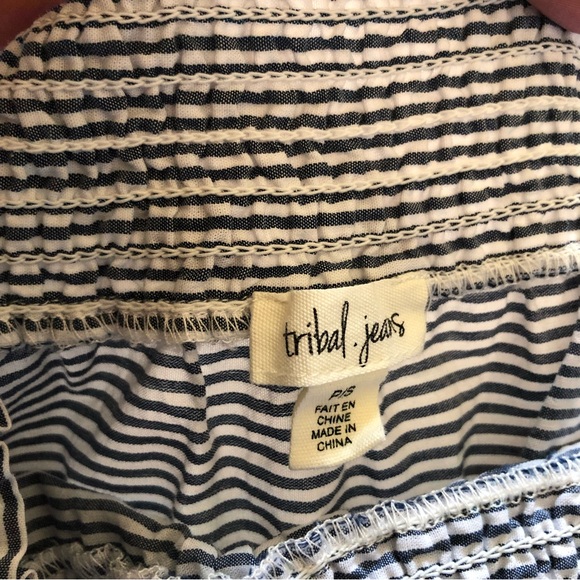 tribal.jeans
P/S
FAIT EN
CHINE
MADE IN
CHINA